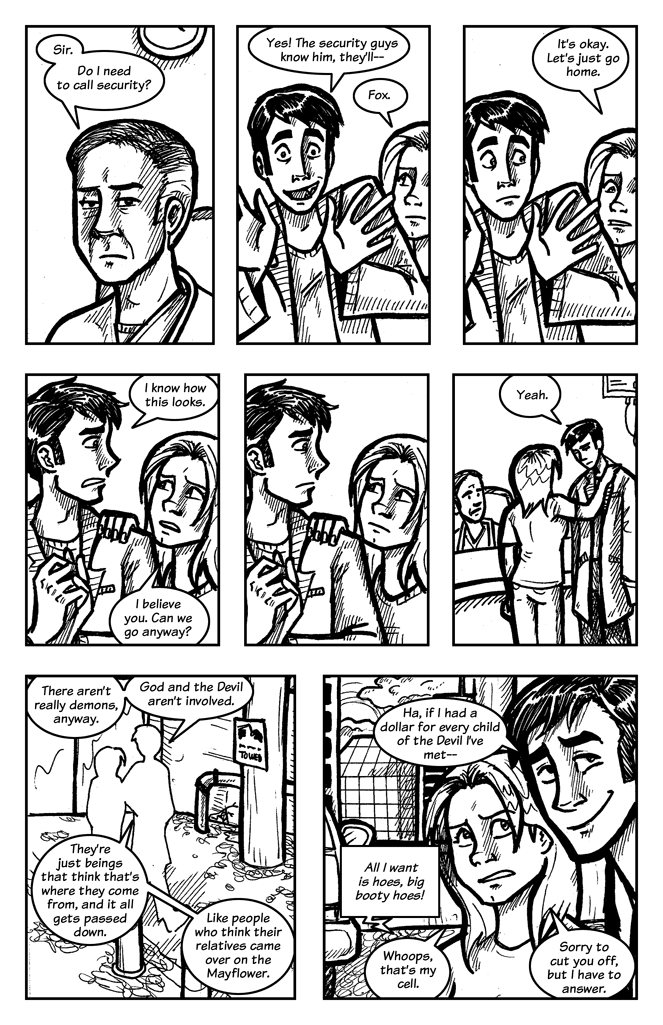 Sir.
Do I need
to call security?
Yes! The security guys
know him, they'll--
Fox.
It's okay.
Let's just go
home.
I know how
this looks.
I believe
you. Can we
go anyway?
Yeah.
There aren't
really demons,
anyway.
God and the Devil
aren't involved.
TOWED
They're
just beings
that think that's
where they come
from, and it all
gets passed
down.
Like people
who think their
relatives came
over on the
Mayflower.
Ha, if I had a
dollar for every child
of the Devil I've
met--
All I want
is hoes, big
booty hoes!
Whoops,
that's my
cell.
Sorry to
cut you off,
but I have to
answer.